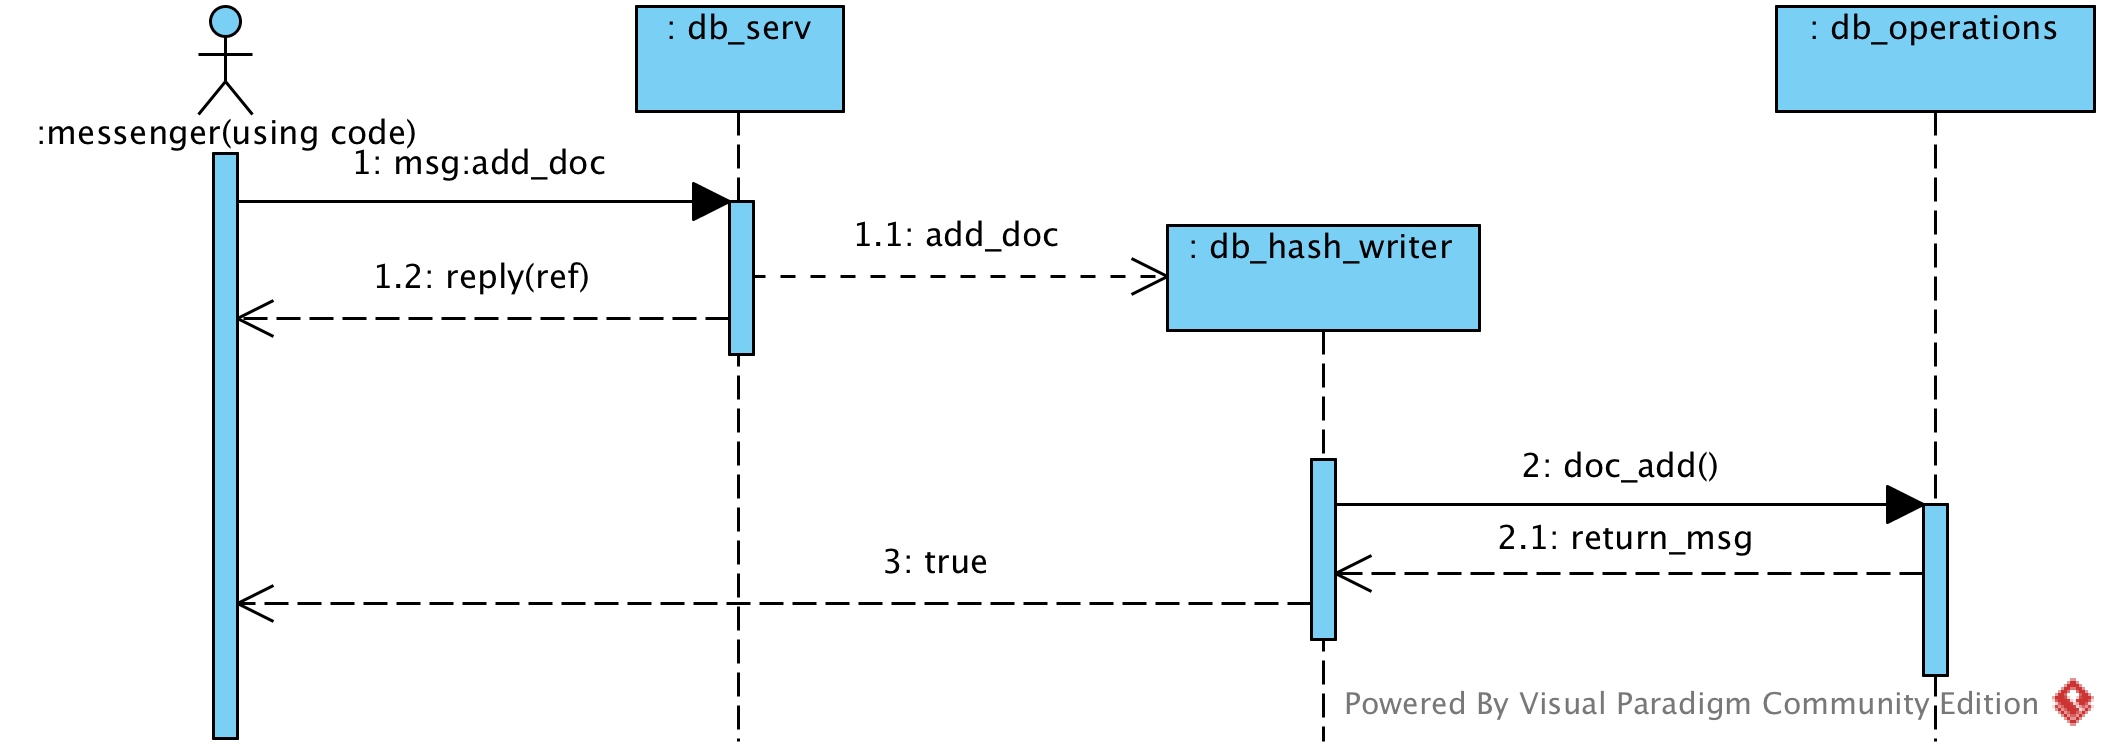 : db_serv
: db_operations
:messenger(using code)
1: msg:add_doc
1.1: add_doc
: db_hash_writer
1.2: reply(ref)
2: doc_add()
2.1: return_msg
3: true
Powered By Visual Paradigm Community Edition